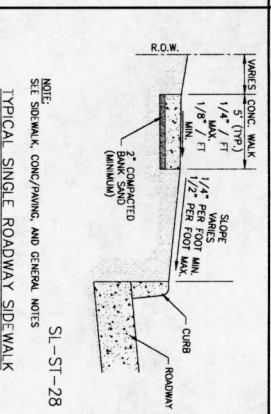 R.O.W.
VARIES
CONC. WALK
5' (TYP.)
1/4" / FT
MAX.
1/8" / FT
MIN.
SLOPE
VARIES
1/4" PER FOOT MIN.
1/2" PER FOOT MAX.
2" COMPACTED
BANK SAND
(MINIMUM)
CURB
ROADWAY
NOTE:
SEE SIDEWALK, CONC/PAVING, AND GENERAL NOTES
SL-ST-28
TYPICAL SINGLE ROADWAY SIDEWALK